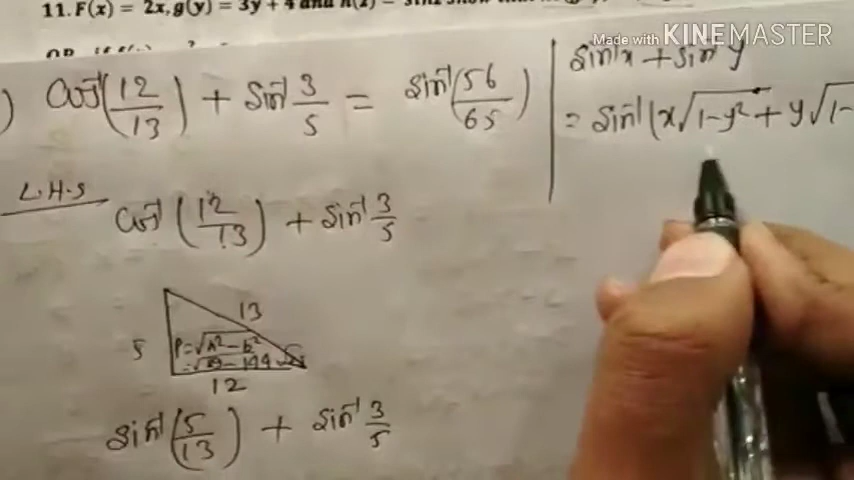 11. F(x) = 2x, g(y) = 3y + 4 and
Made with KINEMASTER
) cos⁻¹(12/13) + sin⁻¹ 3/5 = sin⁻¹(56/65)
sin⁻¹x + sin⁻¹y
= sin⁻¹(x√1-y² + y√1-
L.H.S
cos⁻¹(12/13) + sin⁻¹ 3/5
13
5
P=√h²-b²
12
sin⁻¹(5/13) + sin⁻¹ 3/5